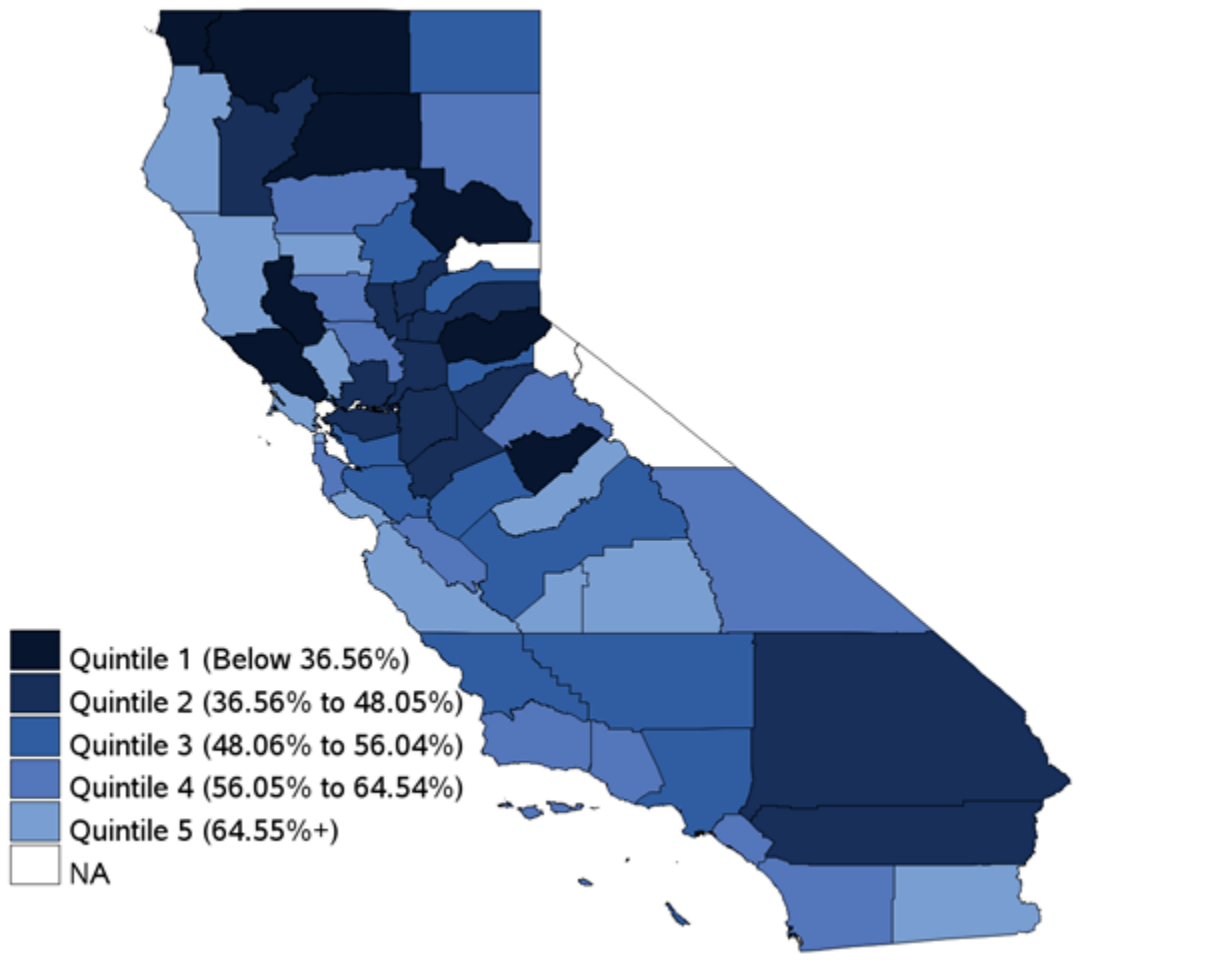 Quintile 1 (Below 36.56%)
Quintile 2 (36.56% to 48.05%)
Quintile 3 (48.06% to 56.04%)
Quintile 4 (56.05% to 64.54%)
Quintile 5 (64.55%+)
NA